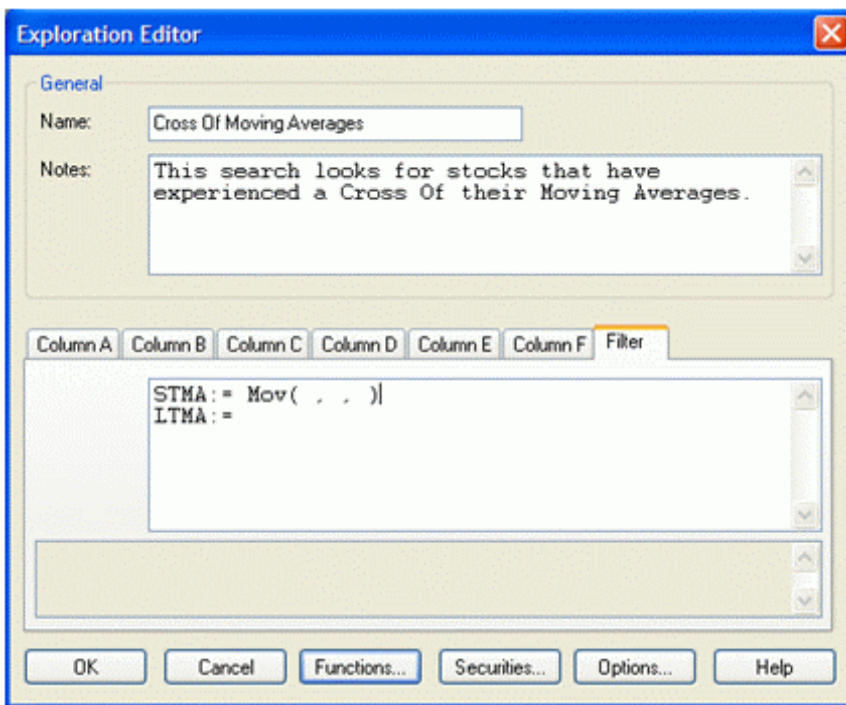 Exploration Editor
General
Name: Cross Of Moving Averages
Notes: This search looks for stocks that have
experienced a Cross Of their Moving Averages.
Column A Column B Column C Column D Column E Column F Filter
STMA:= Mov( , , )
LTMA:=
OK Cancel Functions... Securities... Options... Help